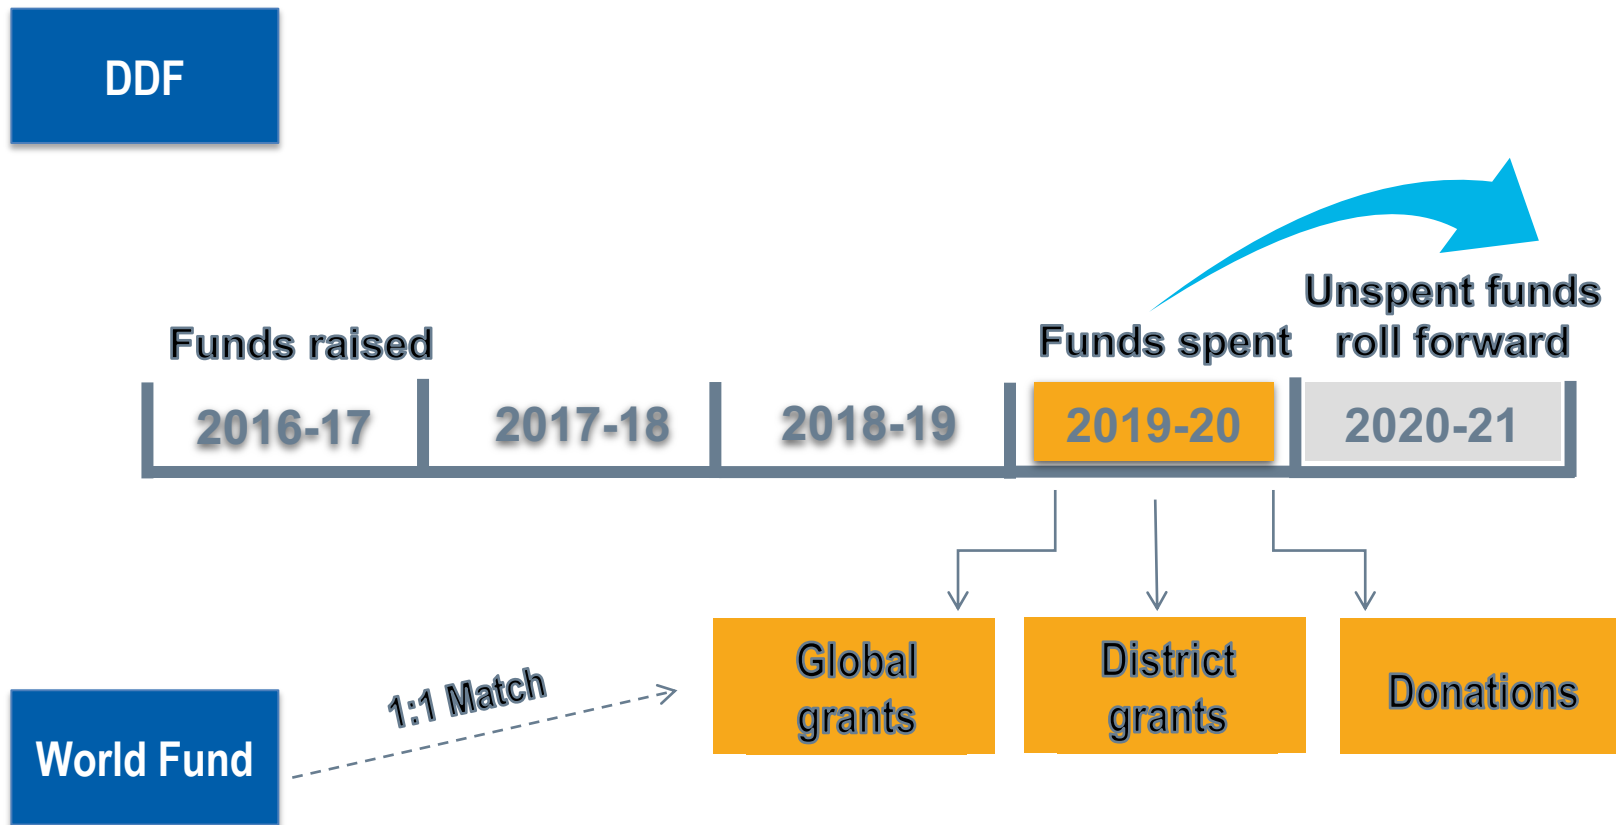 DDF
Funds raised
Funds spent
Unspent funds
roll forward
2016-17
2017-18
2018-19
2019-20
2020-21
1:1 Match
World Fund
Global
grants
District
grants
Donations